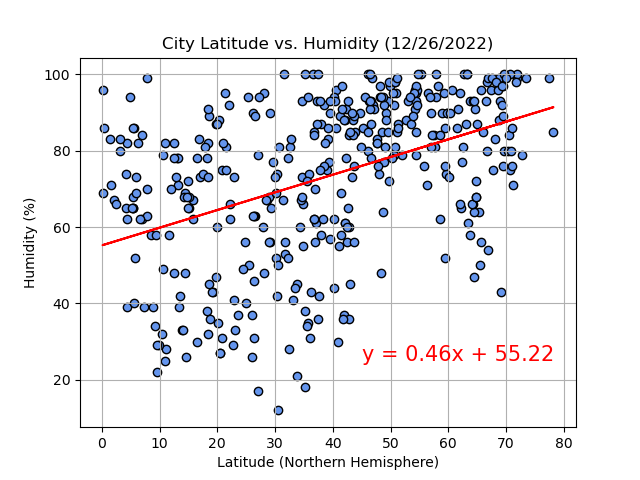 City Latitude vs. Humidity (12/26/2022)
100
80
60
40
20
Humidity (%)
y = 0.46x + 55.22
0 10 20 30 40 50 60 70 80
Latitude (Northern Hemisphere)